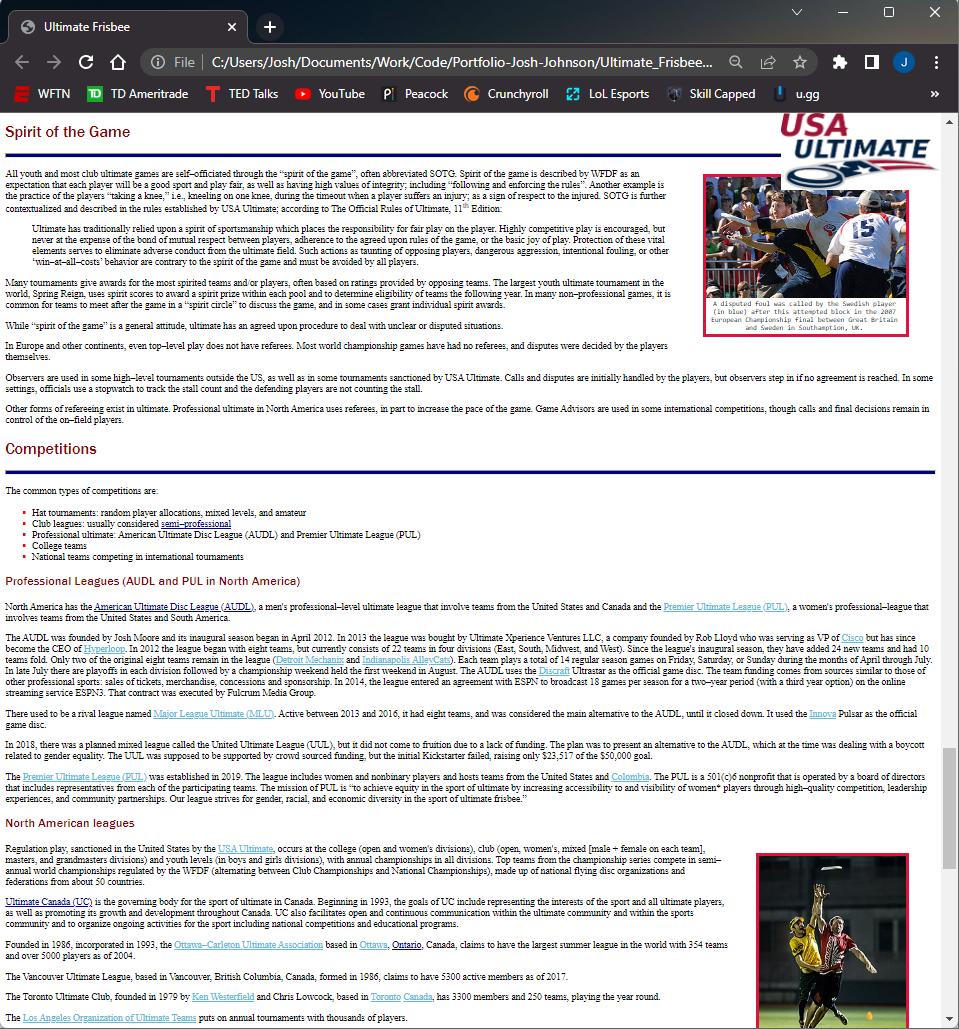 Ultimate Frisbee
File
C:/Users/Josh/Documents/Work/Code/Portfolio-Josh-Johnson/Ultimate_Frisbee...
J
WFTN
TD Ameritrade
TED Talks
YouTube
Peacock
Crunchyroll
LoL Esports
Skill Capped
u.gg
»
Spirit of the Game
USA
ULTIMATE
All youth and most club ultimate games are self–officiated through the “spirit of the game”, often abbreviated SOTG. Spirit of the game is described by WFDF as an
expectation that each player will be a good sport and play fair, as well as having high values of integrity; including “following and enforcing the rules”. Another example is
the practice of the players “taking a knee,” i.e., kneeling on one knee, during the timeout when a player suffers an injury; as a sign of respect to the injured. SOTG is further
contextualized and described in the rules established by USA Ultimate; according to The Official Rules of Ultimate, 11th Edition:
Ultimate has traditionally relied upon a spirit of sportsmanship which places the responsibility for fair play on the player. Highly competitive play is encouraged, but
never at the expense of the bond of mutual respect between players, adherence to the agreed upon rules of the game, or the basic joy of play. Protection of these vital
elements serves to eliminate adverse conduct from the ultimate field. Such actions as taunting of opposing players, dangerous aggression, intentional fouling, or other
‘win–at–all–costs’ behavior are contrary to the spirit of the game and must be avoided by all players.
15
A disputed foul was called by the Swedish player
(in blue) after this attempted block in the 2007
European Championship final between Great Britain
and Sweden in Southamption, UK.
Many tournaments give awards for the most spirited teams and/or players, often based on ratings provided by opposing teams. The largest youth ultimate tournament in the
world, Spring Reign, uses spirit scores to award a spirit prize within each pool and to determine eligibility of teams the following year. In many non–professional games, it is
common for teams to meet after the game in a “spirit circle” to discuss the game, and in some cases grant individual spirit awards.
While “spirit of the game” is a general attitude, ultimate has an agreed upon procedure to deal with unclear or disputed situations.
In Europe and other continents, even top–level play does not have referees. Most world championship games have had no referees, and disputes were decided by the players
themselves.
Observers are used in some high–level tournaments outside the US, as well as in some tournaments sanctioned by USA Ultimate. Calls and disputes are initially handled by the players, but observers step in if no agreement is reached. In some
settings, officials use a stopwatch to track the stall count and the defending players are not counting the stall.
Other forms of refereeing exist in ultimate. Professional ultimate in North America uses referees, in part to increase the pace of the game. Game Advisors are used in some international competitions, though calls and final decisions remain in
control of the on–field players.
Competitions
The common types of competitions are:
Hat tournaments: random player allocations, mixed levels, and amateur
Club leagues: usually considered semi–professional
Professional ultimate: American Ultimate Disc League (AUDL) and Premier Ultimate League (PUL)
College teams
National teams competing in international tournaments
Professional Leagues (AUDL and PUL in North America)
North America has the American Ultimate Disc League (AUDL), a men's professional–level ultimate league that involve teams from the United States and Canada and the Premier Ultimate League (PUL), a women's professional–league that
involves teams from the United States and South America.
The AUDL was founded by Josh Moore and its inaugural season began in April 2012. In 2013 the league was bought by Ultimate Xperience Ventures LLC, a company founded by Rob Lloyd who was serving as VP of Cisco but has since
become the CEO of Hyperloop. In 2012 the league began with eight teams, but currently consists of 22 teams in four divisions (East, South, Midwest, and West). Since the league's inaugural season, they have added 24 new teams and had 10
teams fold. Only two of the original eight teams remain in the league (Detroit Mechanix and Indianapolis AlleyCats). Each team plays a total of 14 regular season games on Friday, Saturday, or Sunday during the months of April through July.
In late July there are playoffs in each division followed by a championship weekend held the first weekend in August. The AUDL uses the Discraft Ultrastar as the official game disc. The team funding comes from sources similar to those of
other professional sports: sales of tickets, merchandise, concessions and sponsorship. In 2014, the league entered an agreement with ESPN to broadcast 18 games per season for a two–year period (with a third year option) on the online
streaming service ESPN3. That contract was executed by Fulcrum Media Group.
There used to be a rival league named Major League Ultimate (MLU). Active between 2013 and 2016, it had eight teams, and was considered the main alternative to the AUDL, until it closed down. It used the Innova Pulsar as the official
game disc.
In 2018, there was a planned mixed league called the United Ultimate League (UUL), but it did not come to fruition due to a lack of funding. The plan was to present an alternative to the AUDL, which at the time was dealing with a boycott
related to gender equality. The UUL was supposed to be supported by crowd sourced funding, but the initial Kickstarter failed, raising only $23,517 of the $50,000 goal.
The Premier Ultimate League (PUL) was established in 2019. The league includes women and nonbinary players and hosts teams from the United States and Colombia. The PUL is a 501(c)6 nonprofit that is operated by a board of directors
that includes representatives from each of the participating teams. The mission of PUL is “to achieve equity in the sport of ultimate by increasing accessibility to and visibility of women* players through high–quality competition, leadership
experiences, and community partnerships. Our league strives for gender, racial, and economic diversity in the sport of ultimate frisbee.”
North American leagues
Regulation play, sanctioned in the United States by the USA Ultimate, occurs at the college (open and women's divisions), club (open, women's, mixed [male + female on each team],
masters, and grandmasters divisions) and youth levels (in boys and girls divisions), with annual championships in all divisions. Top teams from the championship series compete in semi–
annual world championships regulated by the WFDF (alternating between Club Championships and National Championships), made up of national flying disc organizations and
federations from about 50 countries.
Ultimate Canada (UC) is the governing body for the sport of ultimate in Canada. Beginning in 1993, the goals of UC include representing the interests of the sport and all ultimate players,
as well as promoting its growth and development throughout Canada. UC also facilitates open and continuous communication within the ultimate community and within the sports
community and to organize ongoing activities for the sport including national competitions and educational programs.
Founded in 1986, incorporated in 1993, the Ottawa–Carleton Ultimate Association based in Ottawa, Ontario, Canada, claims to have the largest summer league in the world with 354 teams
and over 5000 players as of 2004.
The Vancouver Ultimate League, based in Vancouver, British Columbia, Canada, formed in 1986, claims to have 5300 active members as of 2017.
The Toronto Ultimate Club, founded in 1979 by Ken Westerfield and Chris Lowcock, based in Toronto Canada, has 3300 members and 250 teams, playing the year round.
The Los Angeles Organization of Ultimate Teams puts on annual tournaments with thousands of players.